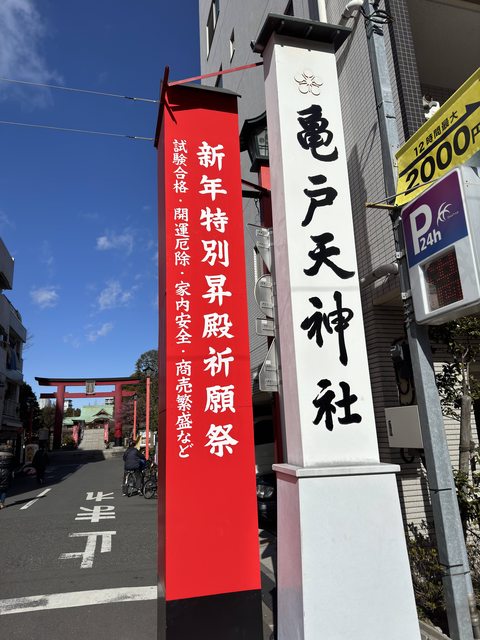 新年特別昇殿祈願祭
試験合格・開運厄除・家内安全・商売繁盛など
亀戸天神社
12時間最大
2000円
P
24h
止まれ